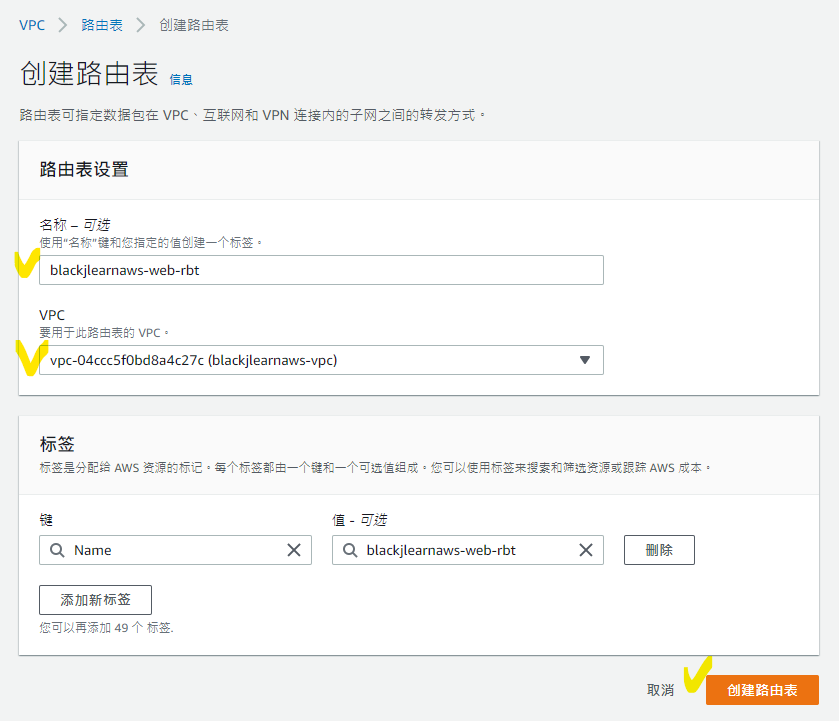 VPC > 路由表 > 创建路由表
创建路由表 信息
路由表可指定数据包在 VPC、互联网和 VPN 连接内的子网之间的转发方式。
路由表设置
名称 – 可选
使用“名称”键和您指定的值创建一个标签。
blackjlearnaws-web-rbt
VPC
要用于此路由表的 VPC。
vpc-04ccc5f0bd8a4c27c (blackjlearnaws-vpc)
标签
标签是分配给 AWS 资源的标记。每个标签都由一个键和一个可选值组成。您可以使用标签来搜索和筛选资源或跟踪 AWS 成本。
键 值 - 可选
Name blackjlearnaws-web-rbt 删除
添加新标签
您可以再添加 49 个 标签.
取消 创建路由表